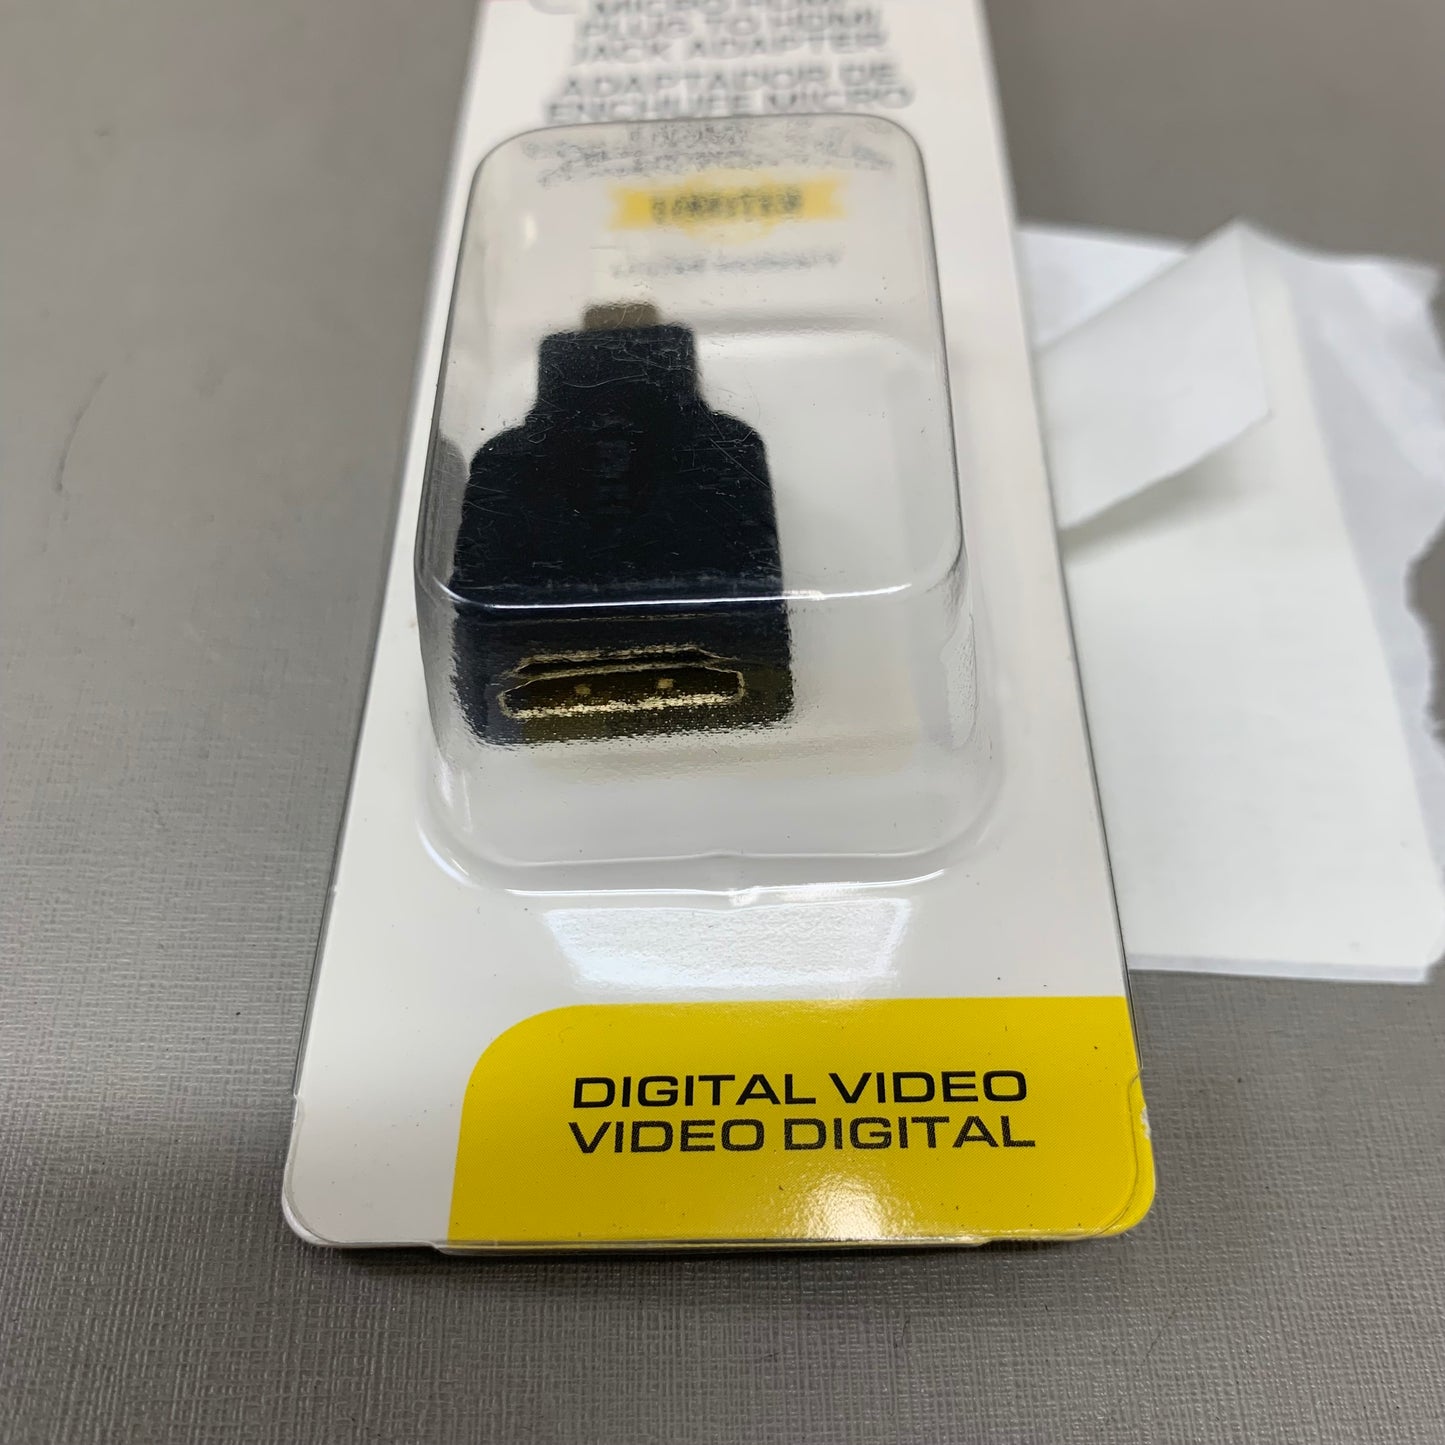 MICRO HDMI
PLUG TO HDMI
JACK ADAPTER
ADAPTADOR DE
ENCHUFE MICRO
DIGITAL VIDEO
VIDEO DIGITAL